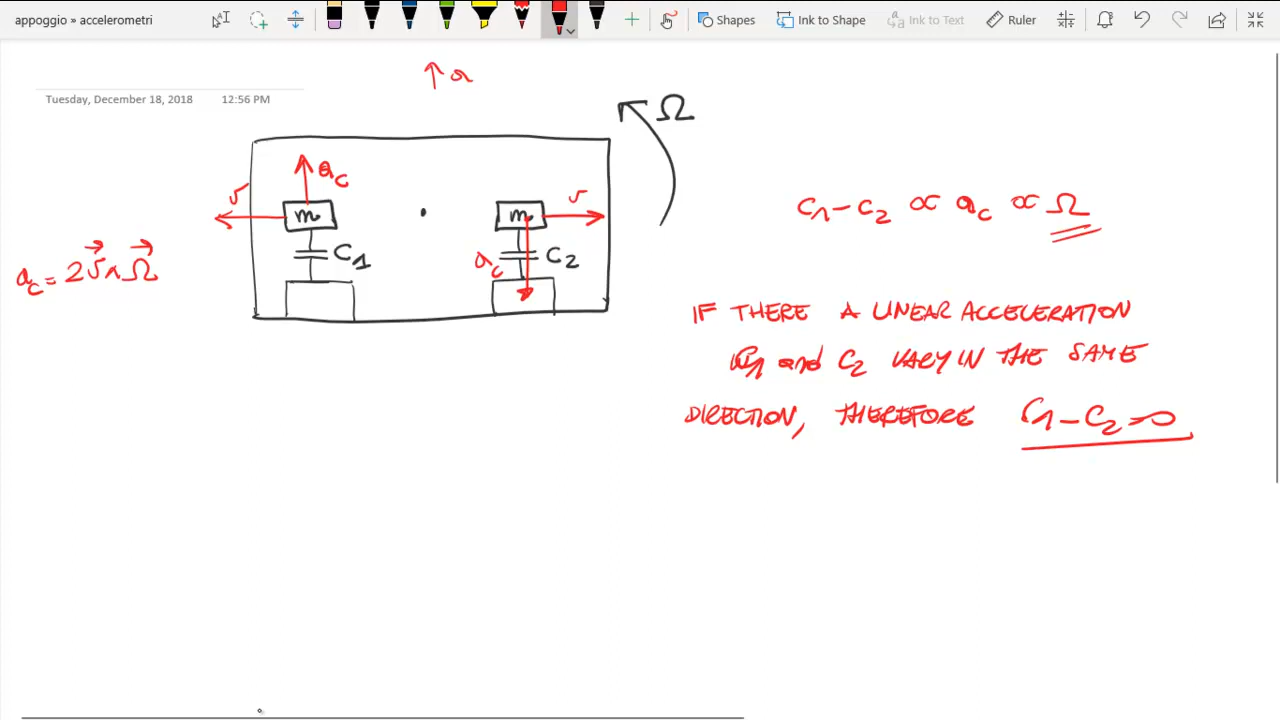 appoggio » accelerometri
Shapes
Ink to Shape
Ink to Text
Ruler
Tuesday, December 18, 2018 12:56 PM
↑ a
Ω
a_c
v
v
m
m
C1
a_c
C2
a_c = 2v⃗ ∧ Ω⃗
C1 - C2 ∝ a_c ∝ Ω
IF THERE A LINEAR ACCELERATION
C1 and C2 VARY IN THE SAME
DIRECTION, THEREFORE C1 - C2 = 0